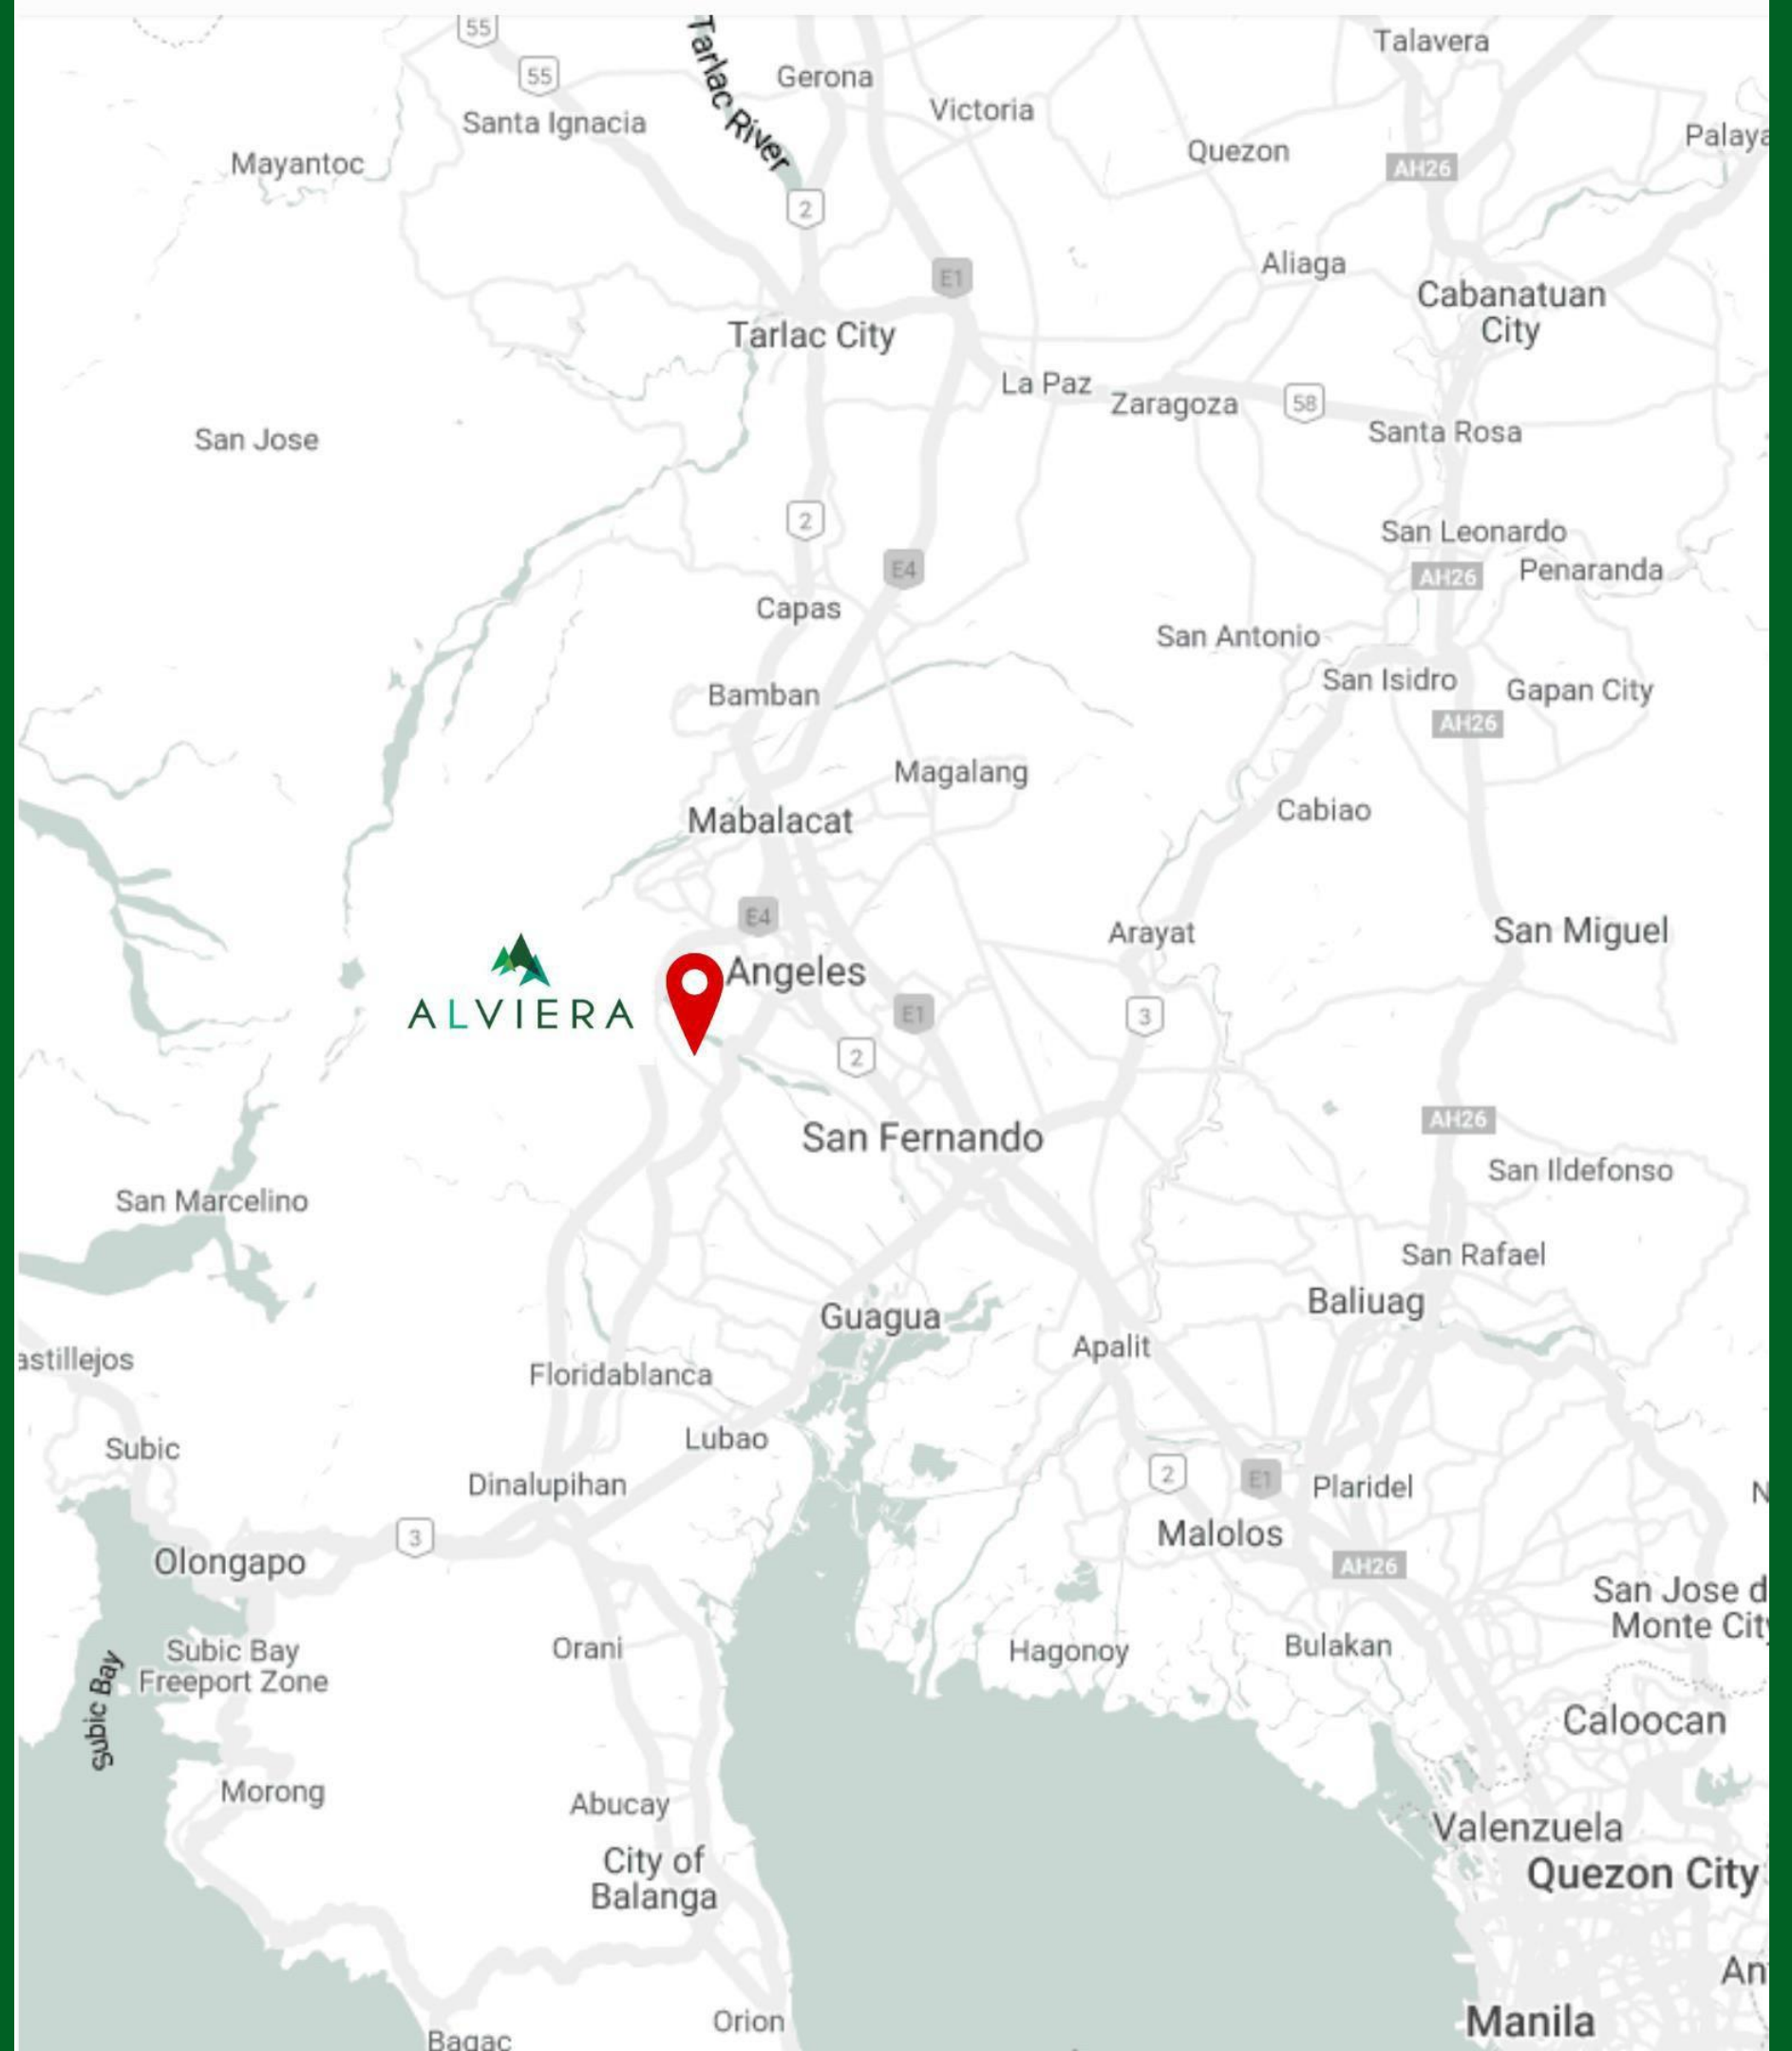 55
Talavera
Tarlac River
55
Gerona
Victoria
Santa Ignacia
Palaya
Quezon
Mayantoc
AH26
2
Aliaga
E1
Cabanatuan
City
Tarlac City
La Paz
Zaragoza
58
Santa Rosa
San Jose
2
San Leonardo
E4
AH26
Penaranda
Capas
San Antonio
San Isidro
Gapan City
Bamban
AH26
Magalang
Cabiao
Mabalacat
E4
Arayat
San Miguel
Angeles
ALVIERA
E1
3
2
AH26
San Fernando
San Ildefonso
San Marcelino
San Rafael
Baliuag
Guagua
Apalit
astillejos
Floridablanca
Lubao
Subic
2
E1
Plaridel
Dinalupihan
N
3
Malolos
Olongapo
AH26
San Jose d
Monte City
Orani
Hagonoy
Bulakan
Subic Bay
Freeport Zone
Subic Bay
Caloocan
Morong
Abucay
Valenzuela
City of
Balanga
Quezon City
An
Orion
Manila
Bagac